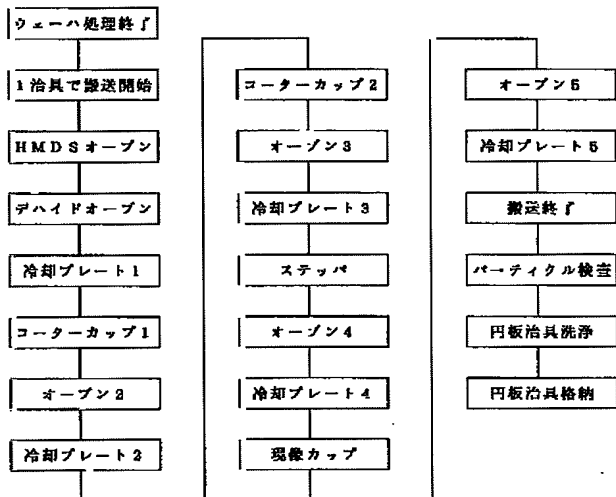 ウェーハ処理終了
1治具で搬送開始
HMDSオーブン
デハイドオーブン
冷却プレート1
コーターカップ1
オーブン2
冷却プレート2
コーターカップ2
オーブン3
冷却プレート3
ステッパ
オーブン4
冷却プレート4
現像カップ
オーブン5
冷却プレート5
搬送終了
パーティクル検査
円板治具洗浄
円板治具格納